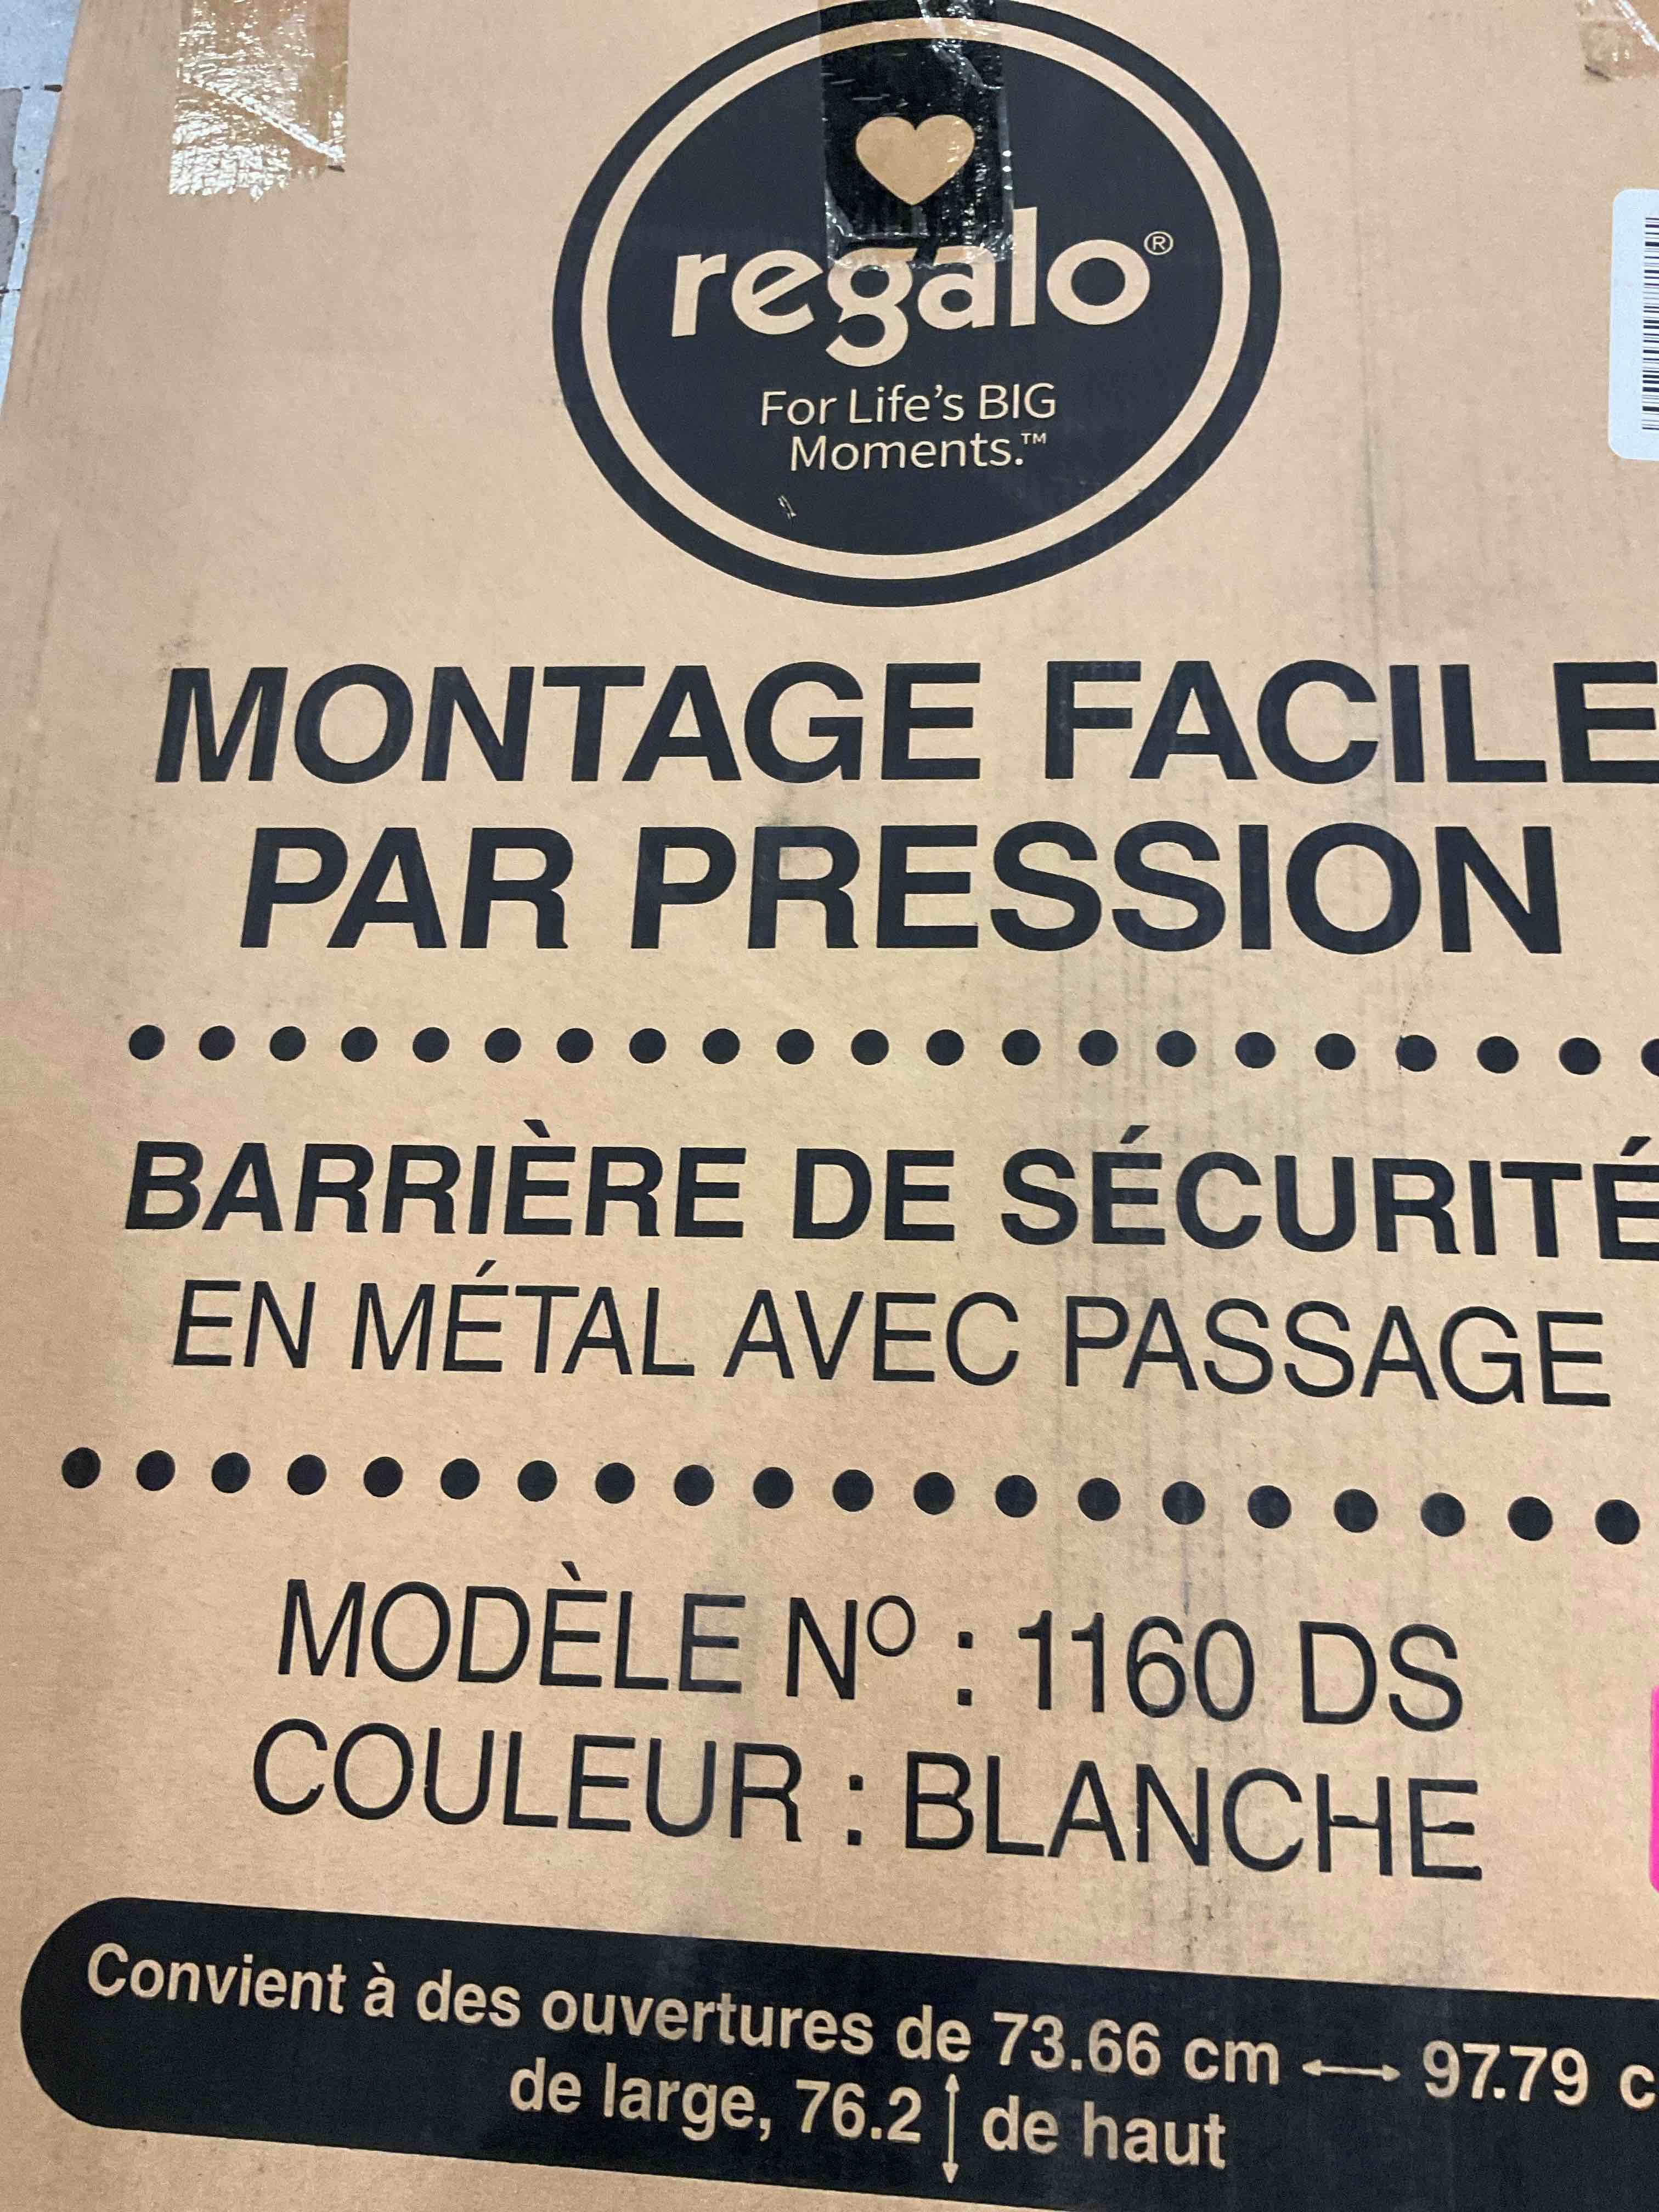 regalo®
For Life's BIG
Moments.™
MONTAGE FACILE
PAR PRESSION
BARRIÈRE DE SÉCURITÉ
EN MÉTAL AVEC PASSAGE
MODÈLE Nº : 1160 DS
COULEUR : BLANCHE
Convient à des ouvertures de 73.66 cm ⟷ 97.79 c
de large, 76.2 ↕ de haut